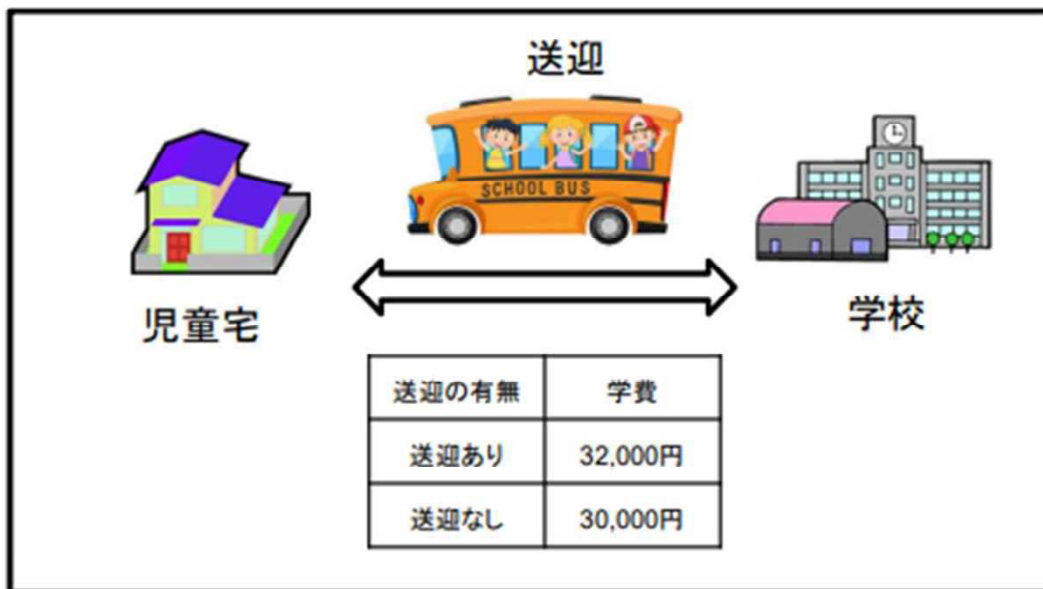 送迎
SCHOOL BUS
児童宅
学校
送迎の有無 学費
送迎あり 32,000円
送迎なし 30,000円